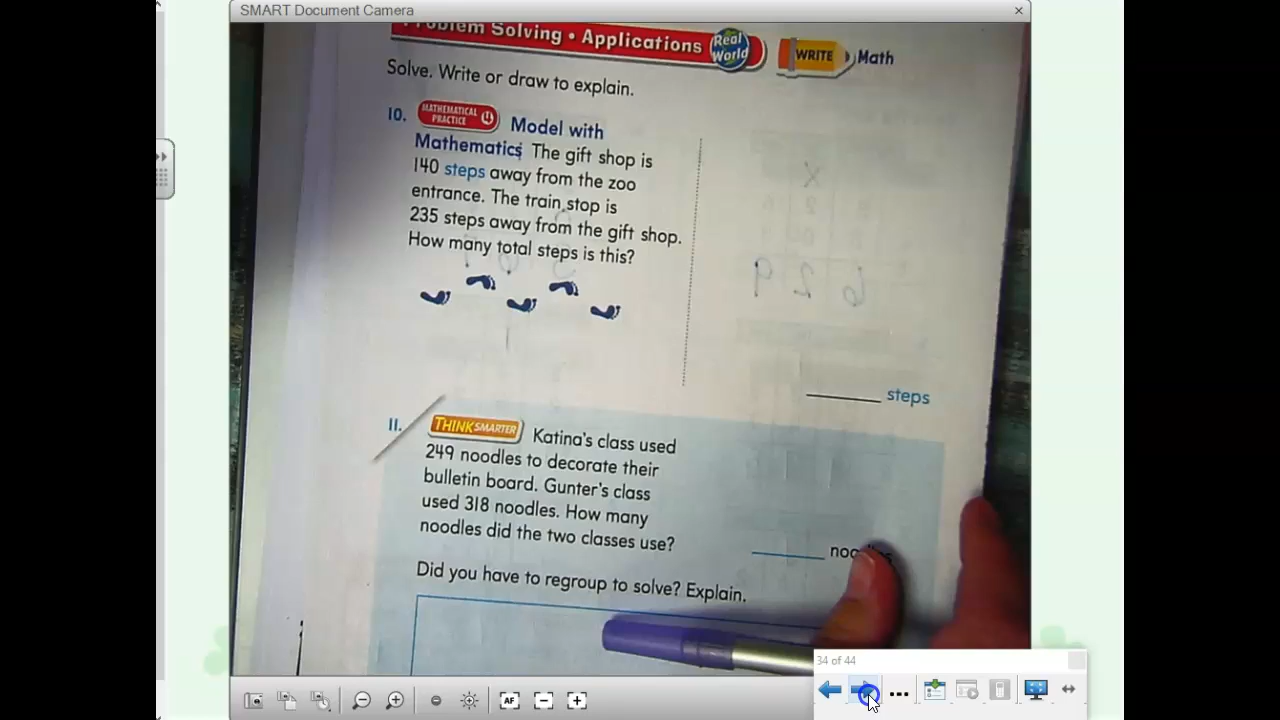 SMART Document Camera
Problem Solving • Applications Real World WRITE Math
Solve. Write or draw to explain.
10. MATHEMATICAL PRACTICE 4 Model with
Mathematics The gift shop is
140 steps away from the zoo
entrance. The train stop is
235 steps away from the gift shop.
How many total steps is this?
steps
11. THINK SMARTER Katina's class used
249 noodles to decorate their
bulletin board. Gunter's class
used 318 noodles. How many
noodles did the two classes use?
Did you have to regroup to solve? Explain.
34 of 44
AF